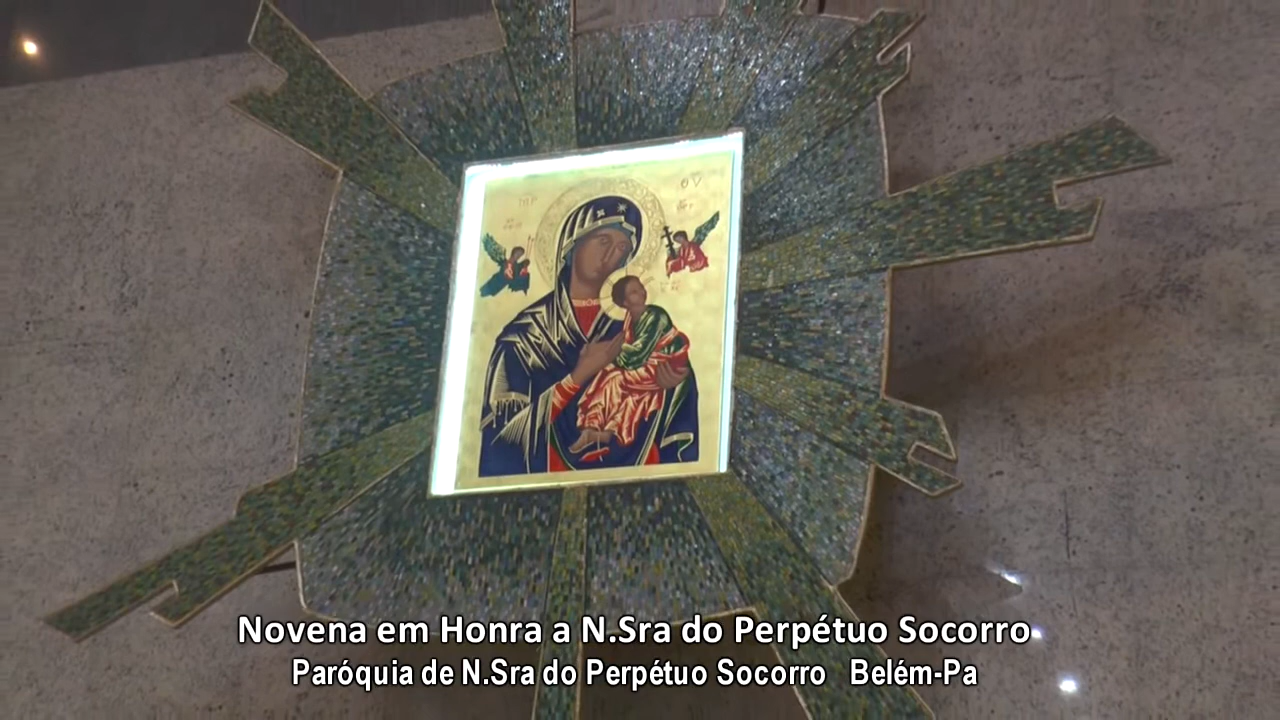 Novena em Honra a N.Sra do Perpétuo Socorro
Paróquia de N.Sra do Perpétuo Socorro Belém-Pa